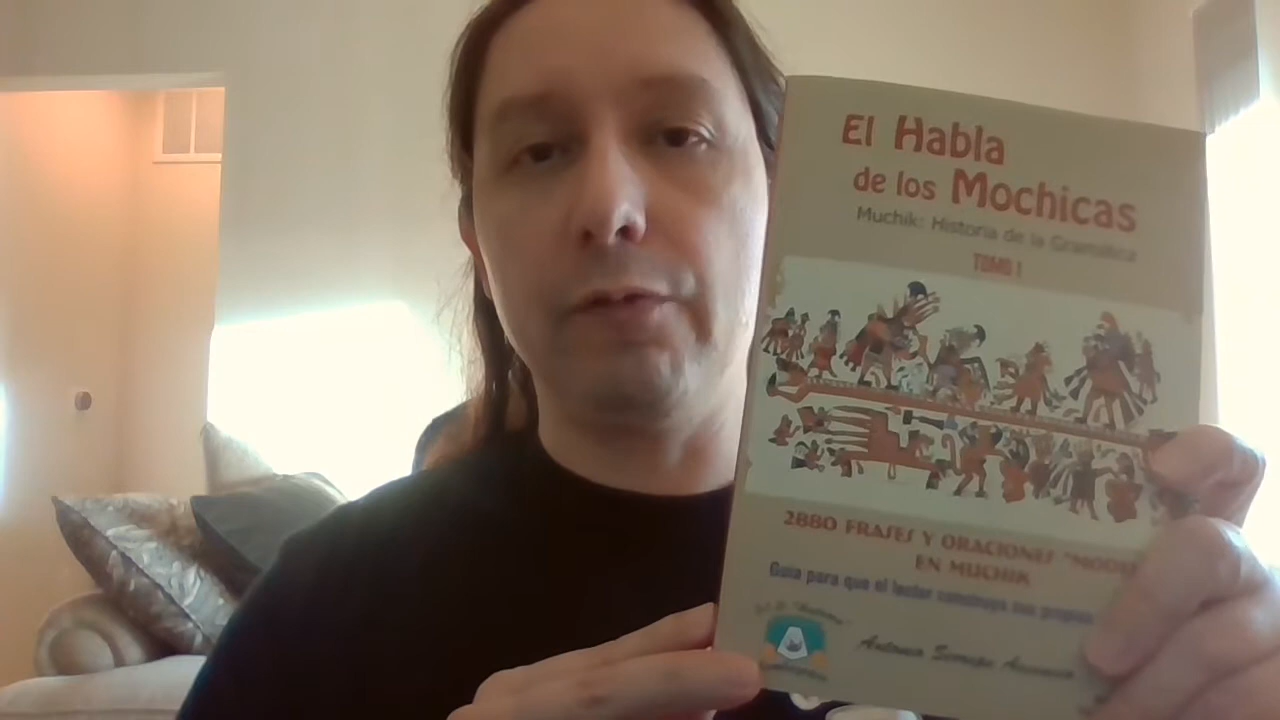 El Habla
de los Mochicas
Muchik: Historia de la Gramática
TOMO I
2880 FRASES Y ORACIONES
EN MUCHIK
Guía para que el lector construya sus propias
Antonio